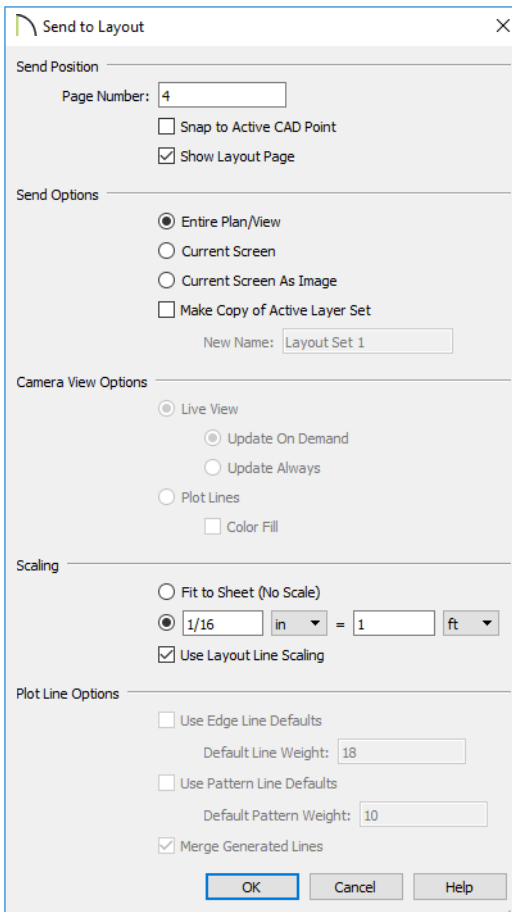 Send to Layout
Send Position
Page Number: 4
Snap to Active CAD Point
Show Layout Page
Send Options
Entire Plan/View
Current Screen
Current Screen As Image
Make Copy of Active Layer Set
New Name: Layout Set 1
Camera View Options
Live View
Update On Demand
Update Always
Plot Lines
Color Fill
Scaling
Fit to Sheet (No Scale)
1/16 in = 1 ft
Use Layout Line Scaling
Plot Line Options
Use Edge Line Defaults
Default Line Weight: 18
Use Pattern Line Defaults
Default Pattern Weight: 10
Merge Generated Lines
OK Cancel Help